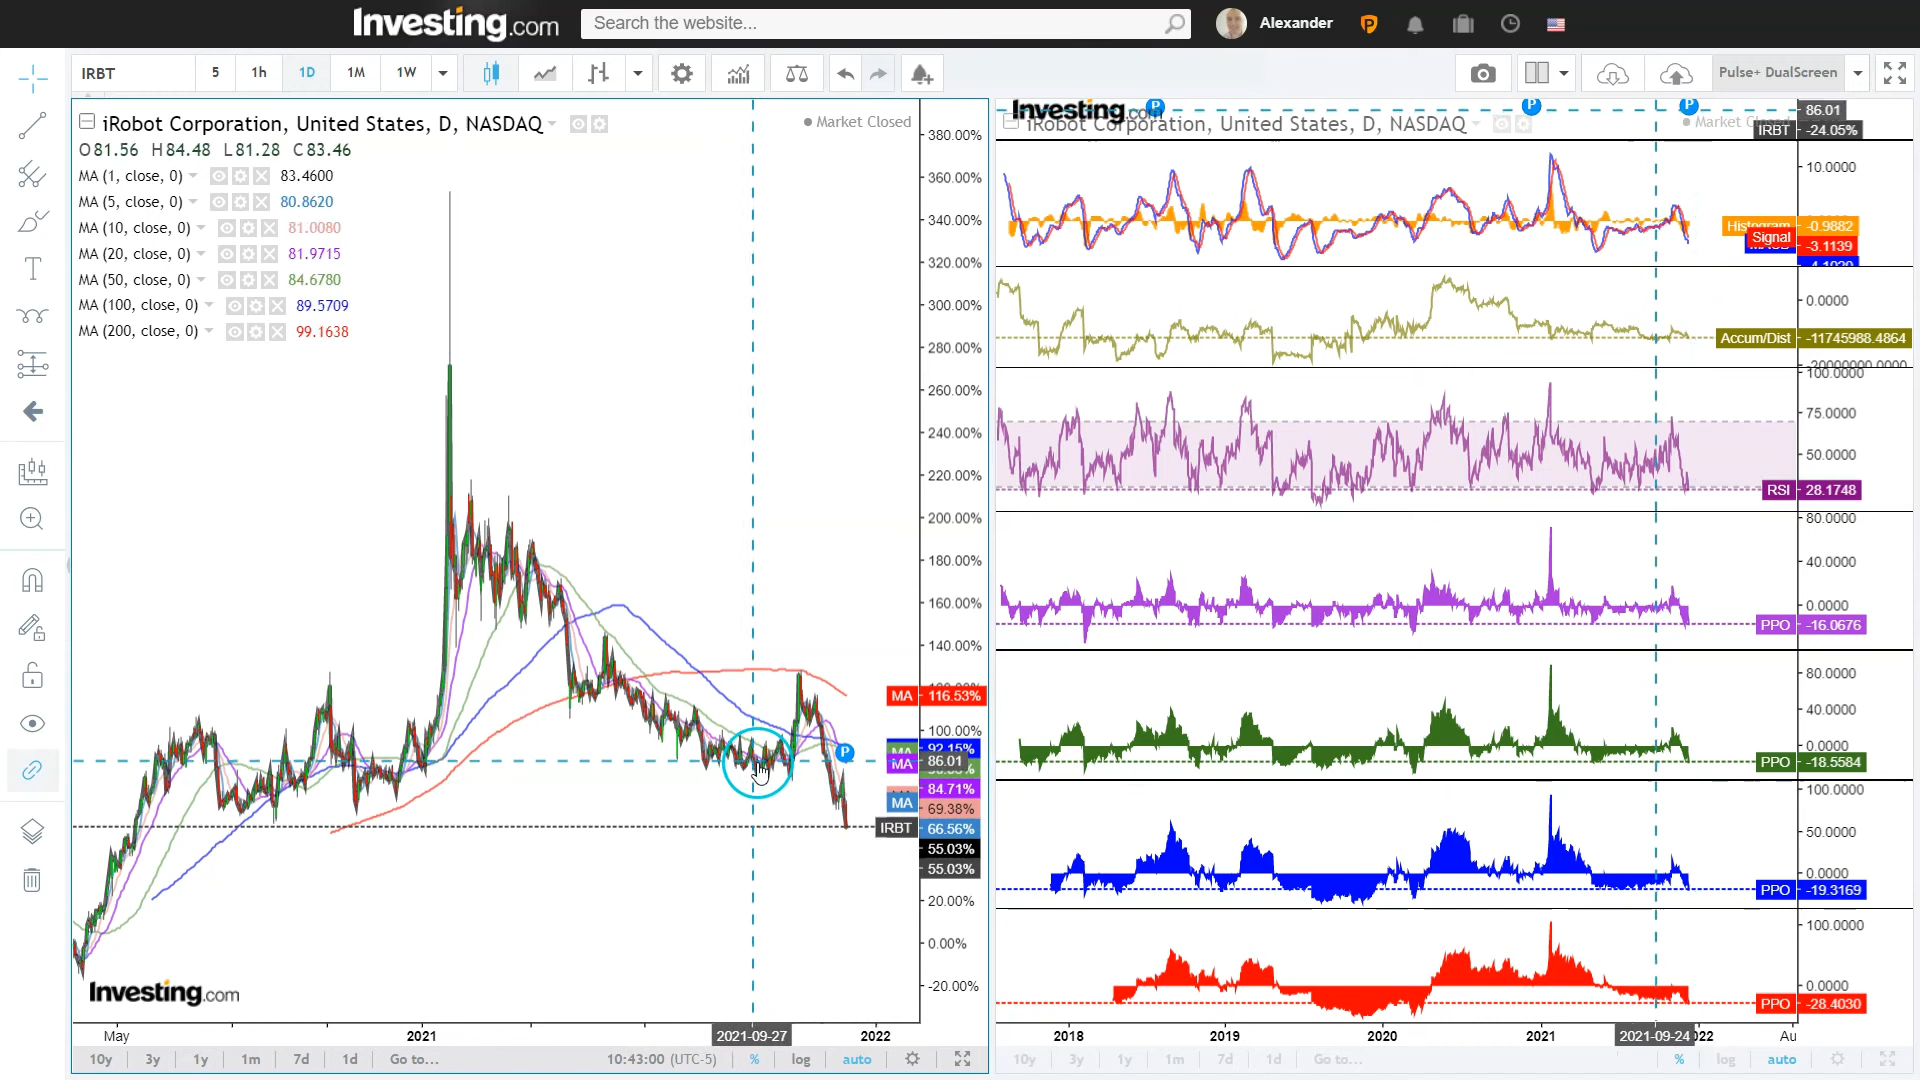 Investing.com
Search the website...
Alexander
IRBT
5
1h
1D
1M
1W
Pulse+ DualScreen
iRobot Corporation, United States, D, NASDAQ
Market Closed
O81.56 H84.48 L81.28 C83.46
MA (1, close, 0) 83.4600
MA (5, close, 0) 80.8620
MA (10, close, 0) 81.0080
MA (20, close, 0) 81.9715
MA (50, close, 0) 84.6780
MA (100, close, 0) 89.5709
MA (200, close, 0) 99.1638
380.00%
360.00%
340.00%
320.00%
300.00%
280.00%
260.00%
240.00%
220.00%
200.00%
180.00%
160.00%
140.00%
MA 116.53%
100.00%
92.15%
86.01
MA
84.71%
69.38%
MA
IRBT 66.56%
55.03%
55.03%
20.00%
0.00%
-20.00%
P
Investing.com
May
2021
2021-09-27
2022
10y
3y
1y
1m
7d
1d
Go to...
10:43:00 (UTC-5)
%
log
auto
Investing.com
P
P
P
iRobot Corporation, United States, D, NASDAQ
86.01
IRBT -24.05%
10.0000
Histogram -0.9882
Signal -3.1139
0.0000
Accum/Dist -11745988.4864
100.0000
75.0000
50.0000
RSI 28.1748
80.0000
40.0000
0.0000
PPO -16.0676
80.0000
40.0000
0.0000
PPO -18.5584
100.0000
50.0000
0.0000
PPO -19.3169
100.0000
0.0000
PPO -28.4030
2018
2019
2020
2021
2021-09-24
Au
10y
3y
1y
1m
7d
1d
Go to...
%
log
auto